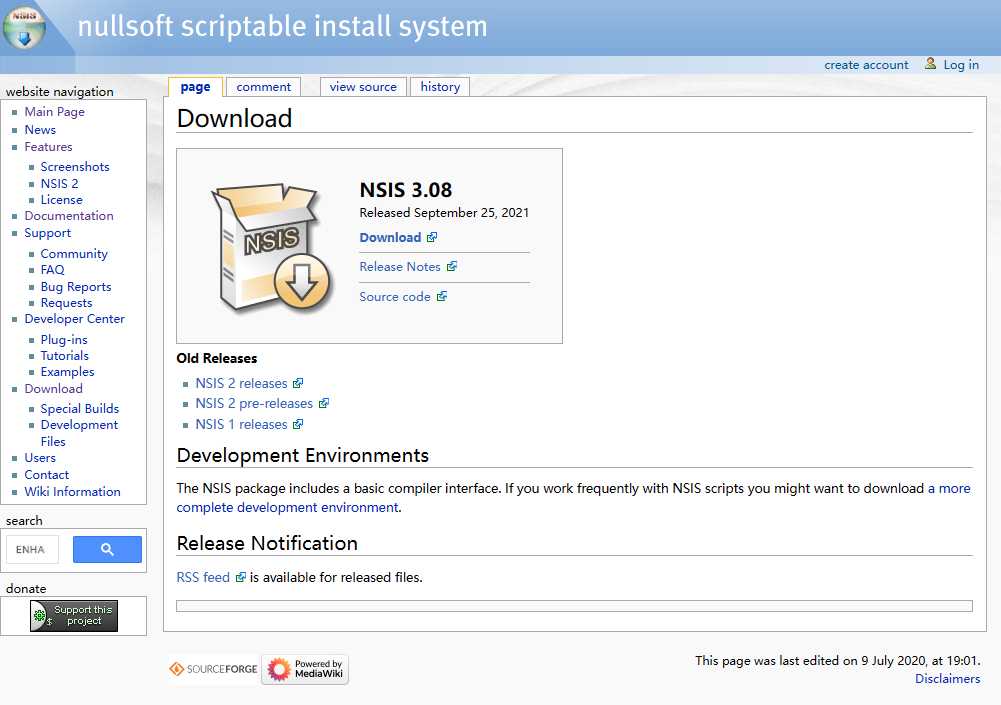 NSIS
nullsoft scriptable install system
create account Log in
website navigation
Main Page
News
Features
Screenshots
NSIS 2
License
Documentation
Support
Community
FAQ
Bug Reports
Requests
Developer Center
Plug-ins
Tutorials
Examples
Download
Special Builds
Development
Files
Users
Contact
Wiki Information
search
ENHA
donate
$ Support this
project
page comment view source history
Download
NSIS
NSIS 3.08
Released September 25, 2021
Download
Release Notes
Source code
Old Releases
NSIS 2 releases
NSIS 2 pre-releases
NSIS 1 releases
Development Environments
The NSIS package includes a basic compiler interface. If you work frequently with NSIS scripts you might want to download a more
complete development environment.
Release Notification
RSS feed is available for released files.
SOURCEFORGE
Powered by
MediaWiki
This page was last edited on 9 July 2020, at 19:01.
Disclaimers